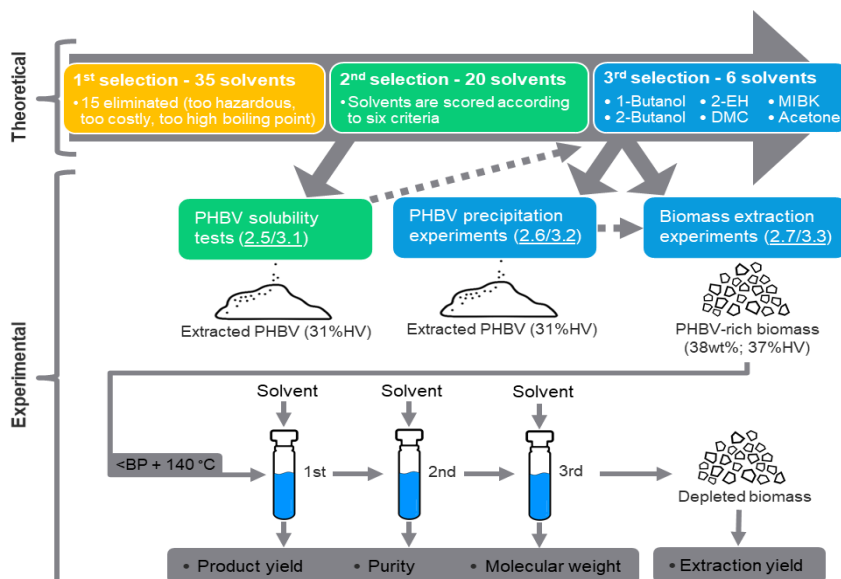 Theoretical
1st selection - 35 solvents
• 15 eliminated (too hazardous,
too costly, too high boiling point)
2nd selection - 20 solvents
• Solvents are scored according
to six criteria
3rd selection - 6 solvents
• 1-Butanol • 2-EH • MIBK
• 2-Butanol • DMC • Acetone
Experimental
PHBV solubility
tests (2.5/3.1)
PHBV precipitation
experiments (2.6/3.2)
Biomass extraction
experiments (2.7/3.3)
Extracted PHBV (31%HV)
Extracted PHBV (31%HV)
PHBV-rich biomass
(38wt%; 37%HV)
Solvent
Solvent
Solvent
<BP + 140 °C
1st
2nd
3rd
Depleted biomass
• Product yield
• Purity
• Molecular weight
• Extraction yield